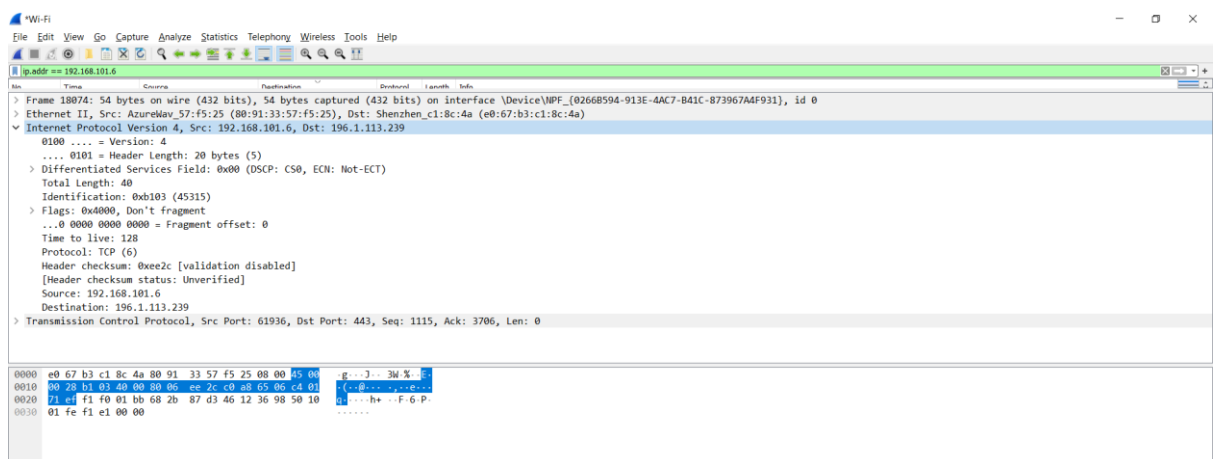 *Wi-Fi
File Edit View Go Capture Analyze Statistics Telephony Wireless Tools Help
ip.addr == 192.168.101.6
No. Time Source Destination Protocol Length Info
> Frame 18074: 54 bytes on wire (432 bits), 54 bytes captured (432 bits) on interface \Device\NPF_{0266B594-913E-4AC7-B41C-873967A4F931}, id 0
> Ethernet II, Src: AzureWav_57:f5:25 (80:91:33:57:f5:25), Dst: Shenzhen_c1:8c:4a (e0:67:b3:c1:8c:4a)
v Internet Protocol Version 4, Src: 192.168.101.6, Dst: 196.1.113.239
0100 .... = Version: 4
.... 0101 = Header Length: 20 bytes (5)
> Differentiated Services Field: 0x00 (DSCP: CS0, ECN: Not-ECT)
Total Length: 40
Identification: 0xb103 (45315)
> Flags: 0x4000, Don't fragment
...0 0000 0000 0000 = Fragment offset: 0
Time to live: 128
Protocol: TCP (6)
Header checksum: 0xee2c [validation disabled]
[Header checksum status: Unverified]
Source: 192.168.101.6
Destination: 196.1.113.239
> Transmission Control Protocol, Src Port: 61936, Dst Port: 443, Seq: 1115, Ack: 3706, Len: 0
0000 e0 67 b3 c1 8c 4a 80 91 33 57 f5 25 08 00 45 00 ·g···J·· 3W·%··E·
0010 00 28 b1 03 40 00 80 06 ee 2c c0 a8 65 06 c4 01 ·(··@··· ·,··e···
0020 71 ef f1 f0 01 bb 68 2b 87 d3 46 12 36 98 50 10 q·····h+ ··F·6·P·
0030 01 fe f1 e1 00 00 ······